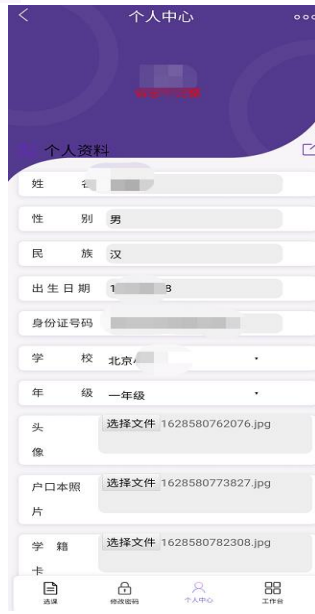 个人中心
个人资料
姓
性 别 男
民 族 汉
出生日期 1 8
身份证号码
学 校 北京
年 级 一年级
头像 选择文件 1628580762076.jpg
户口本照片 选择文件 1628580773827.jpg
学籍卡 选择文件 1628580782308.jpg
选课 修改密码 个人中心 工作台